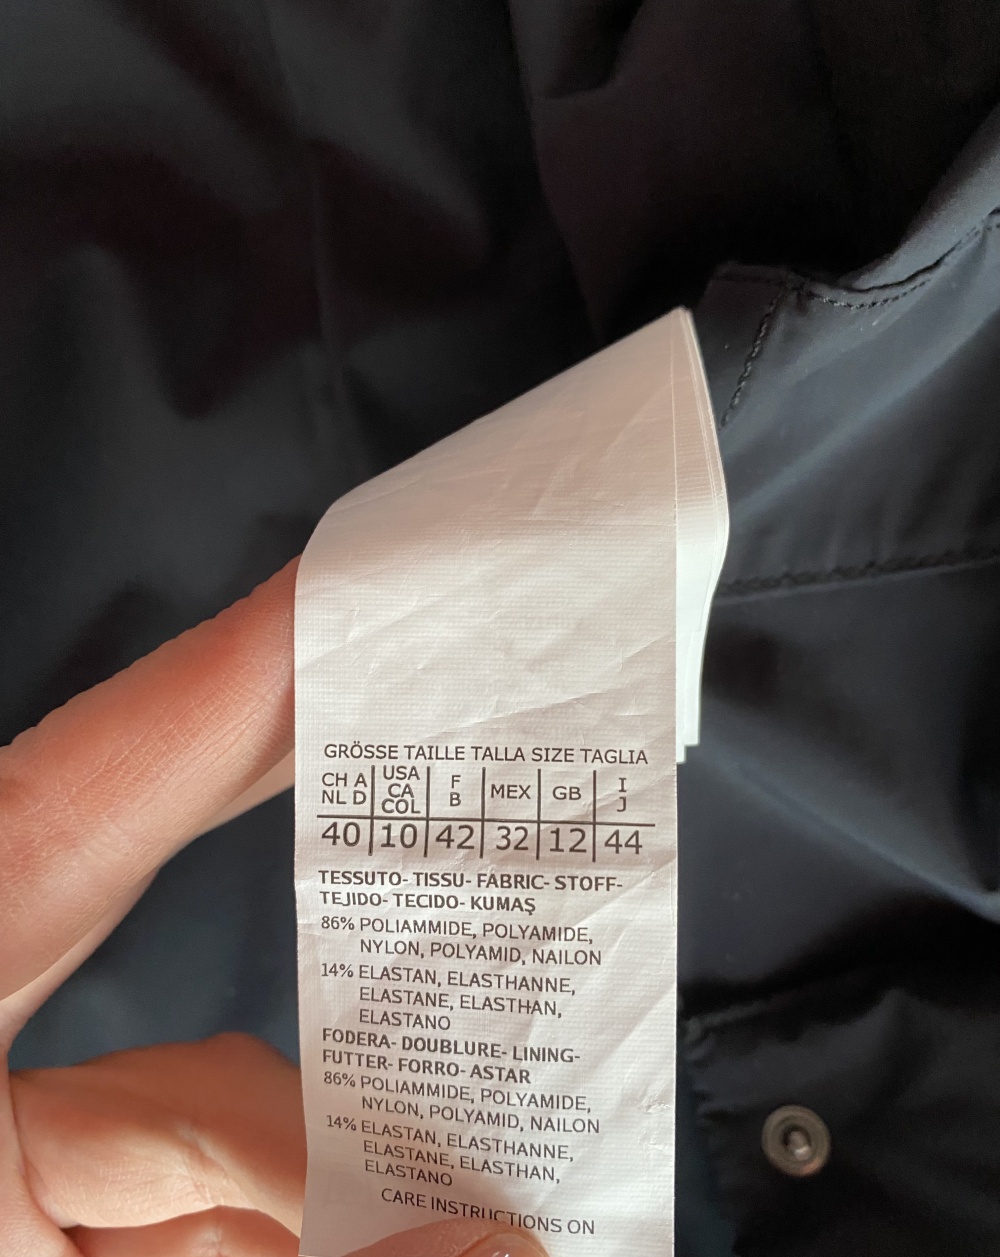 GRÖSSE TAILLE TALLA SIZE TAGLIA
CH A USA F MEX GB I
NL D CA B J
COL
40 10 42 32 12 44
TESSUTO- TISSU- FABRIC- STOFF-
TEJIDO- TECIDO- KUMAŞ
86% POLIAMMIDE, POLYAMIDE,
NYLON, POLYAMID, NAILON
14% ELASTAN, ELASTHANNE,
ELASTANE, ELASTHAN,
ELASTANO
FODERA- DOUBLURE- LINING-
FUTTER- FORRO- ASTAR
86% POLIAMMIDE, POLYAMIDE,
NYLON, POLYAMID, NAILON
14% ELASTAN, ELASTHANNE,
ELASTANE, ELASTHAN,
ELASTANO
CARE INSTRUCTIONS ON